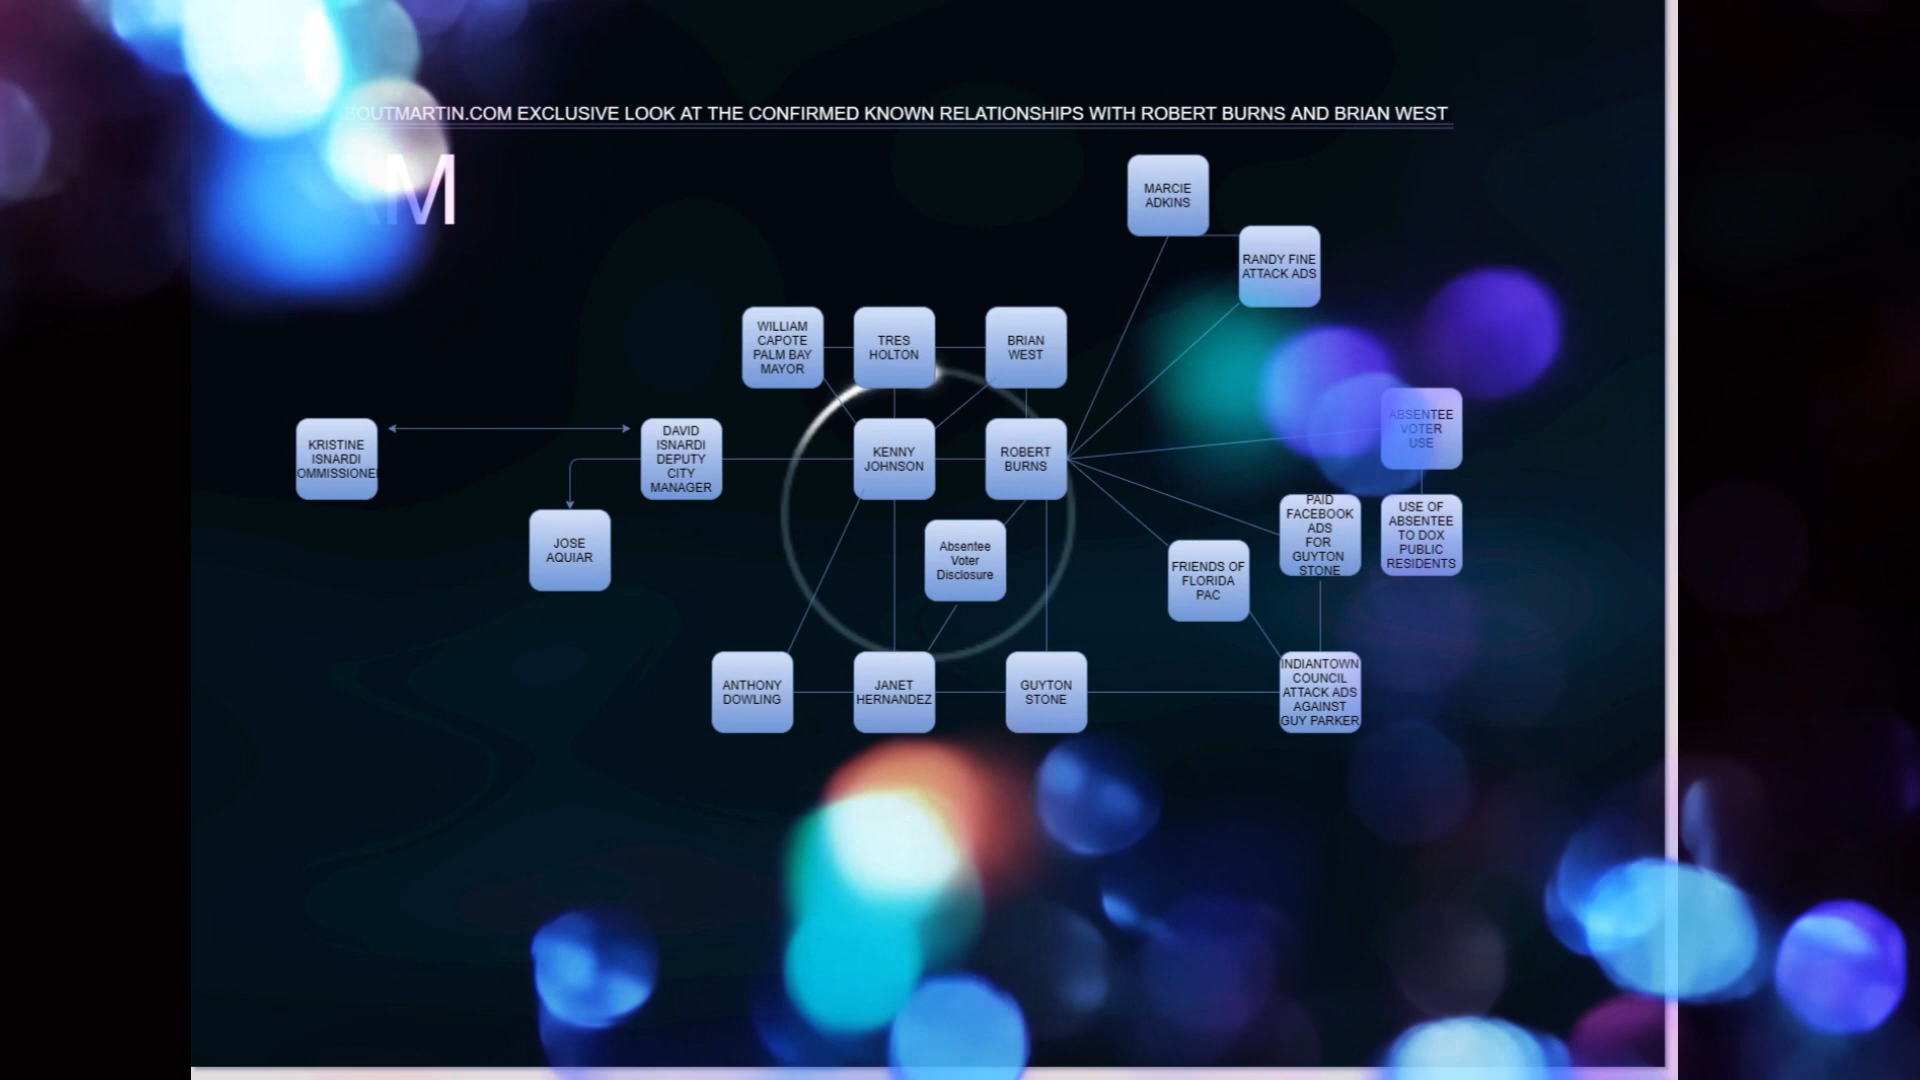 BOUTMARTIN.COM EXCLUSIVE LOOK AT THE CONFIRMED KNOWN RELATIONSHIPS WITH ROBERT BURNS AND BRIAN WEST
AM
MARCIE
ADKINS
RANDY FINE
ATTACK ADS
WILLIAM
CAPOTE
PALM BAY
MAYOR
TRES
HOLTON
BRIAN
WEST
KRISTINE
ISNARDI
OMMISSIONE
DAVID
ISNARDI
DEPUTY
CITY
MANAGER
KENNY
JOHNSON
ROBERT
BURNS
ABSENTEE
VOTER
USE
JOSE
AQUIAR
Absentee
Voter
Disclosure
FRIENDS OF
FLORIDA
PAC
PAID
FACEBOOK
ADS
FOR
GUYTON
STONE
USE OF
ABSENTEE
TO DOX
PUBLIC
RESIDENTS
ANTHONY
DOWLING
JANET
HERNANDEZ
GUYTON
STONE
INDIANTOWN
COUNCIL
ATTACK ADS
AGAINST
GUY PARKER